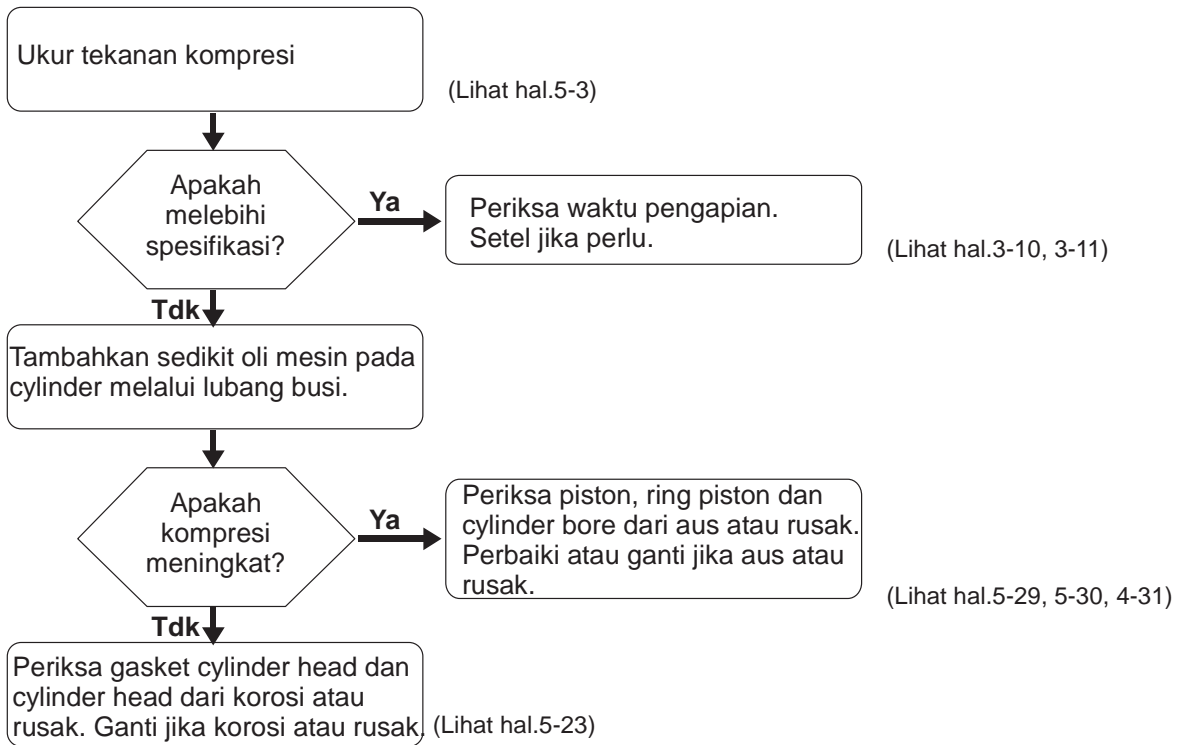 Ukur tekanan kompresi
(Lihat hal.5-3)
Apakah
melebihi
spesifikasi?
Ya
Periksa waktu pengapian.
Setel jika perlu.
(Lihat hal.3-10, 3-11)
Tdk
Tambahkan sedikit oli mesin pada
cylinder melalui lubang busi.
Apakah
kompresi
meningkat?
Ya
Periksa piston, ring piston dan
cylinder bore dari aus atau rusak.
Perbaiki atau ganti jika aus atau
rusak.
(Lihat hal.5-29, 5-30, 4-31)
Tdk
Periksa gasket cylinder head dan
cylinder head dari korosi atau
rusak. Ganti jika korosi atau rusak.
(Lihat hal.5-23)